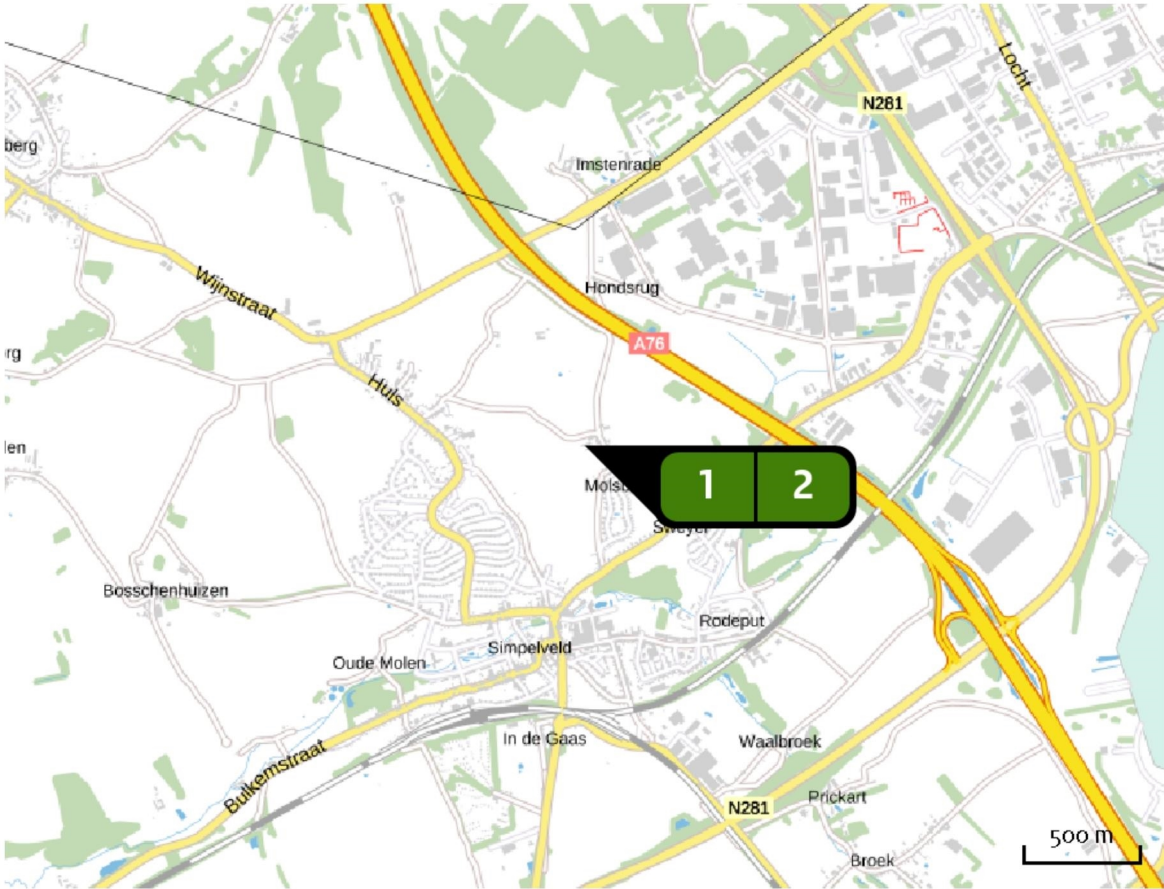 Locht
N281
berg
Imstenrade
Wijnstraat
Hondsrug
A76
rg
Huls
len
1 2
Sweyer
Bosschenhuizen
Rodeput
Simpelveld
Oude Molen
In de Gaas
Waalbroek
Bulkemstraat
Prickart
N281
500 m
Broek